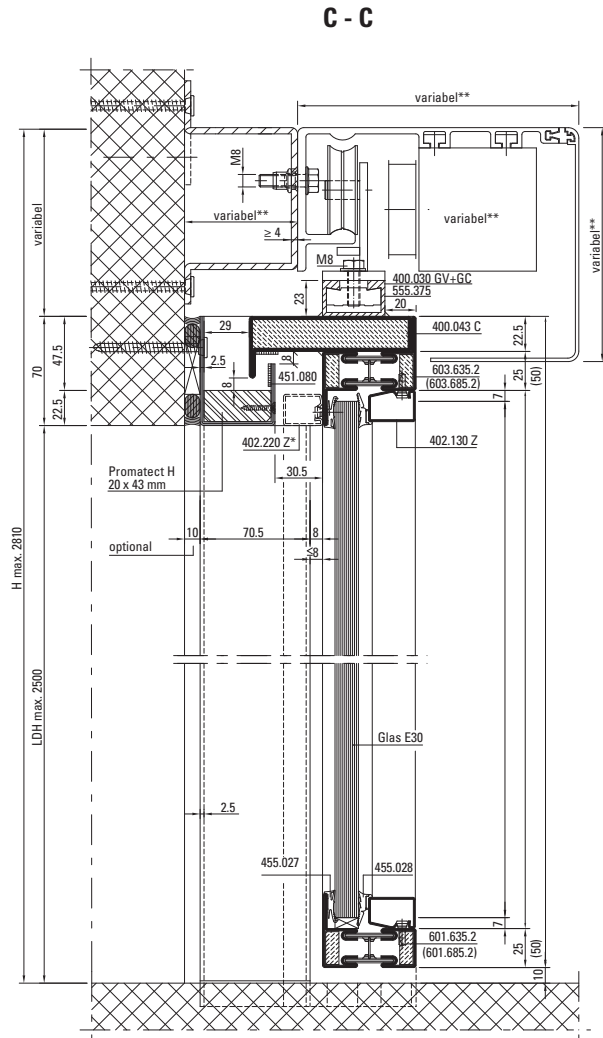 C - C
variabel**
variabel
M8
variabel**
variabel**
variabel**
≥ 4
M8
400.030 GV+GC
555.375
23
20
29
400.043 C
22.5
70
47.5
2.5
8
603.635.2
(603.685.2)
25
(50)
8
451.080
22.5
7
402.220 Z*
402.130 Z
Promatect H
20 x 43 mm
30.5
10
70.5
8
optional
≤8
H max. 2810
LDH max. 2500
Glas E30
2.5
455.027
455.028
7
601.635.2
(601.685.2)
25
(50)
10